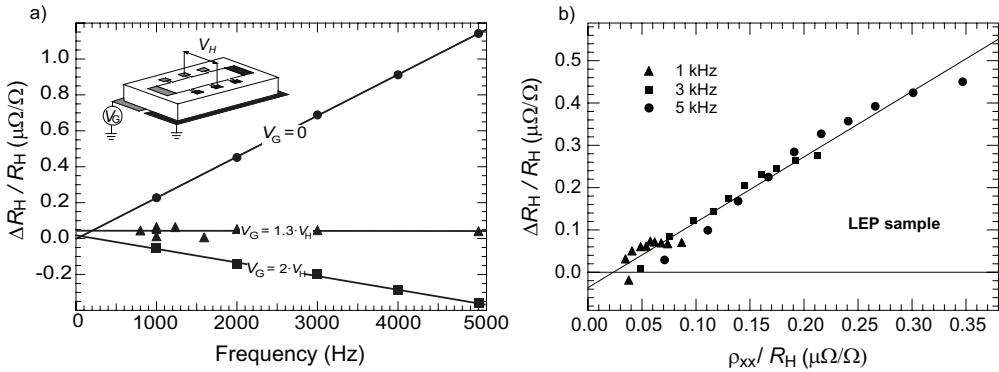 a)
ΔR_H / R_H (μΩ/Ω)
1.0
0.8
0.6
0.4
0.2
0.0
-0.2
V_H
V_G
V_G = 0
V_G = 1.3· V_H
V_G = 2· V_H
0 1000 2000 3000 4000 5000
Frequency (Hz)
b)
ΔR_H / R_H (μΩ/Ω)
0.5
0.4
0.3
0.2
0.1
0.0
1 kHz
3 kHz
5 kHz
LEP sample
0.00 0.05 0.10 0.15 0.20 0.25 0.30 0.35
ρ_xx / R_H (μΩ/Ω)